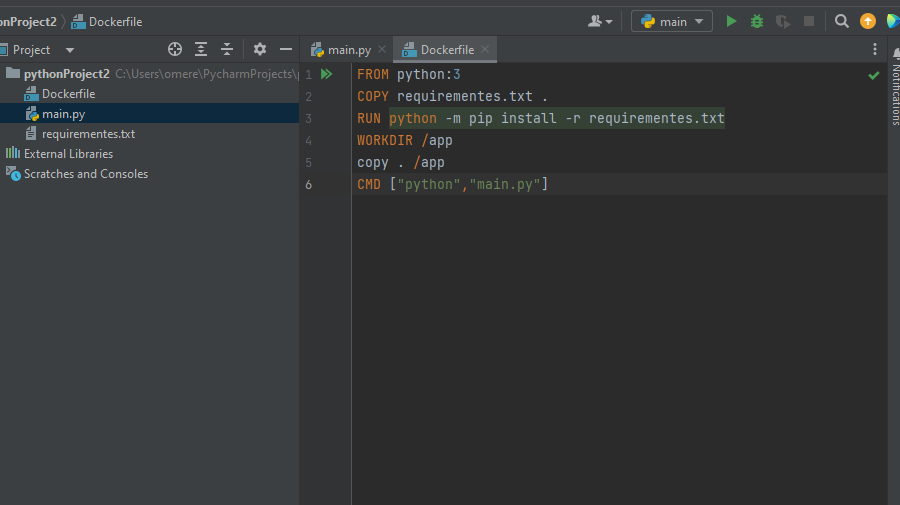 onProject2 Dockerfile
main
Project
main.py
Dockerfile
pythonProject2 C:\Users\omere\PycharmProjects\
Dockerfile
main.py
requirementes.txt
External Libraries
Scratches and Consoles
1 FROM python:3
2 COPY requirementes.txt .
3 RUN python -m pip install -r requirementes.txt
4 WORKDIR /app
5 copy . /app
6 CMD ["python","main.py"]
Notifications